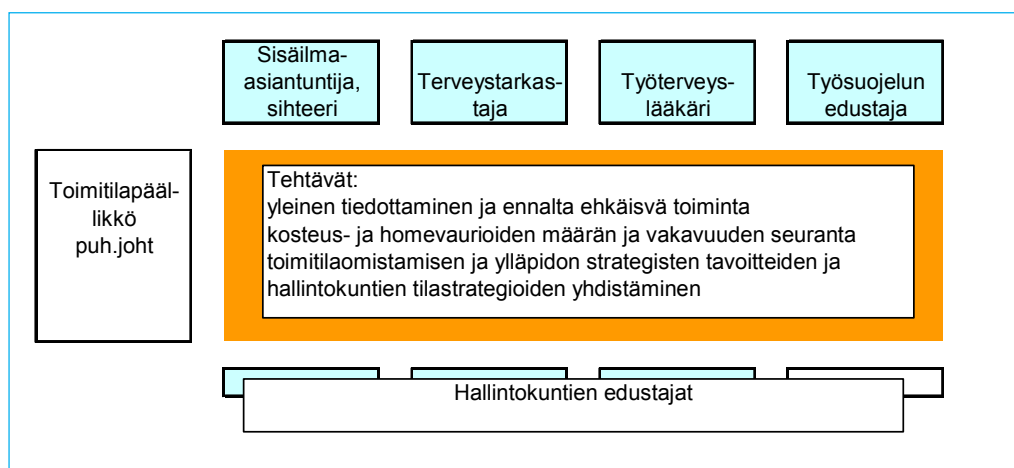 Sisäilma-
asiantuntija,
sihteeri
Terveystarkas-
taja
Työterveys-
lääkäri
Työsuojelun
edustaja
Toimitilapääl-
likkö
puh.joht
Tehtävät:
yleinen tiedottaminen ja ennalta ehkäisvä toiminta
kosteus- ja homevaurioiden määrän ja vakavuuden seuranta
toimitilaomistamisen ja ylläpidon strategisten tavoitteiden ja
hallintokuntien tilastrategioiden yhdistäminen
Hallintokuntien edustajat